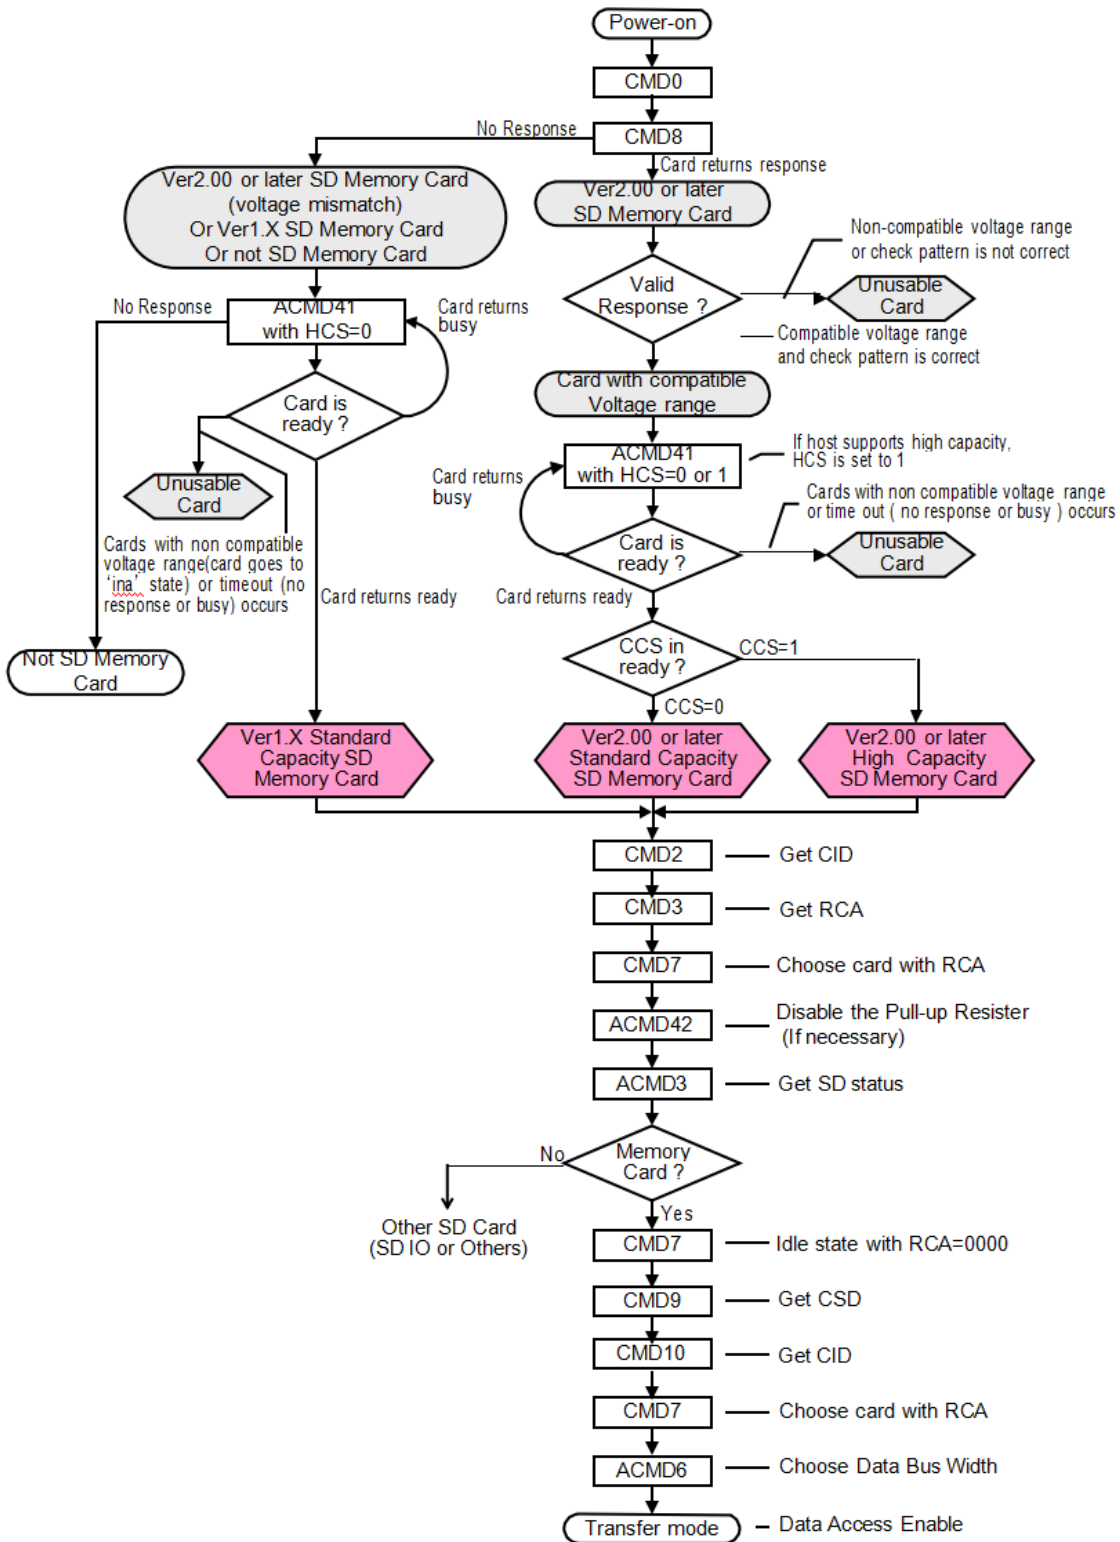 Power-on
CMD0
No Response
CMD8
Card returns response
Ver2.00 or later SD Memory Card
(voltage mismatch)
Or Ver1.X SD Memory Card
Or not SD Memory Card
Ver2.00 or later
SD Memory Card
Non-compatible voltage range
or check pattern is not correct
Valid
Response ?
Unusable
Card
No Response
ACMD41
with HCS=0
Card returns
busy
Compatible voltage range
and check pattern is correct
Card with compatible
Voltage range
Card is
ready ?
ACMD41
with HCS=0 or 1
If host supports high capacity,
HCS is set to 1
Card returns
busy
Unusable
Card
Cards with non compatible voltage range
or time out ( no response or busy ) occurs
Card is
ready ?
Unusable
Card
Cards with non compatible
voltage range(card goes to
‘ina’ state) or timeout (no
response or busy) occurs
Card returns ready
Card returns ready
Not SD Memory
Card
CCS in
ready ?
CCS=1
CCS=0
Ver1.X Standard
Capacity SD
Memory Card
Ver2.00 or later
Standard Capacity
SD Memory Card
Ver2.00 or later
High Capacity
SD Memory Card
CMD2
Get CID
CMD3
Get RCA
CMD7
Choose card with RCA
ACMD42
Disable the Pull-up Resister
(If necessary)
ACMD3
Get SD status
No
Memory
Card ?
Yes
Other SD Card
(SD IO or Others)
CMD7
Idle state with RCA=0000
CMD9
Get CSD
CMD10
Get CID
CMD7
Choose card with RCA
ACMD6
Choose Data Bus Width
Transfer mode
Data Access Enable